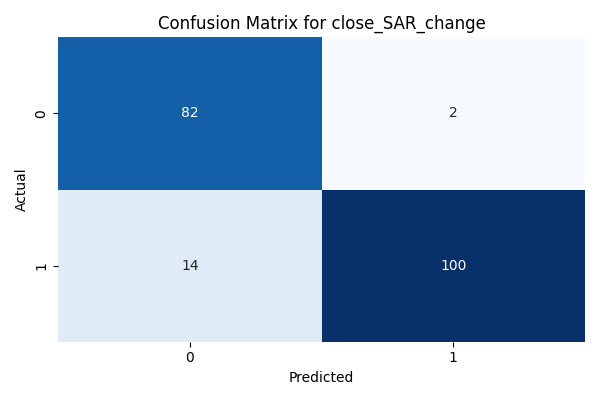 Confusion Matrix for close_SAR_change
Actual
0
82
2
1
14
100
0
1
Predicted